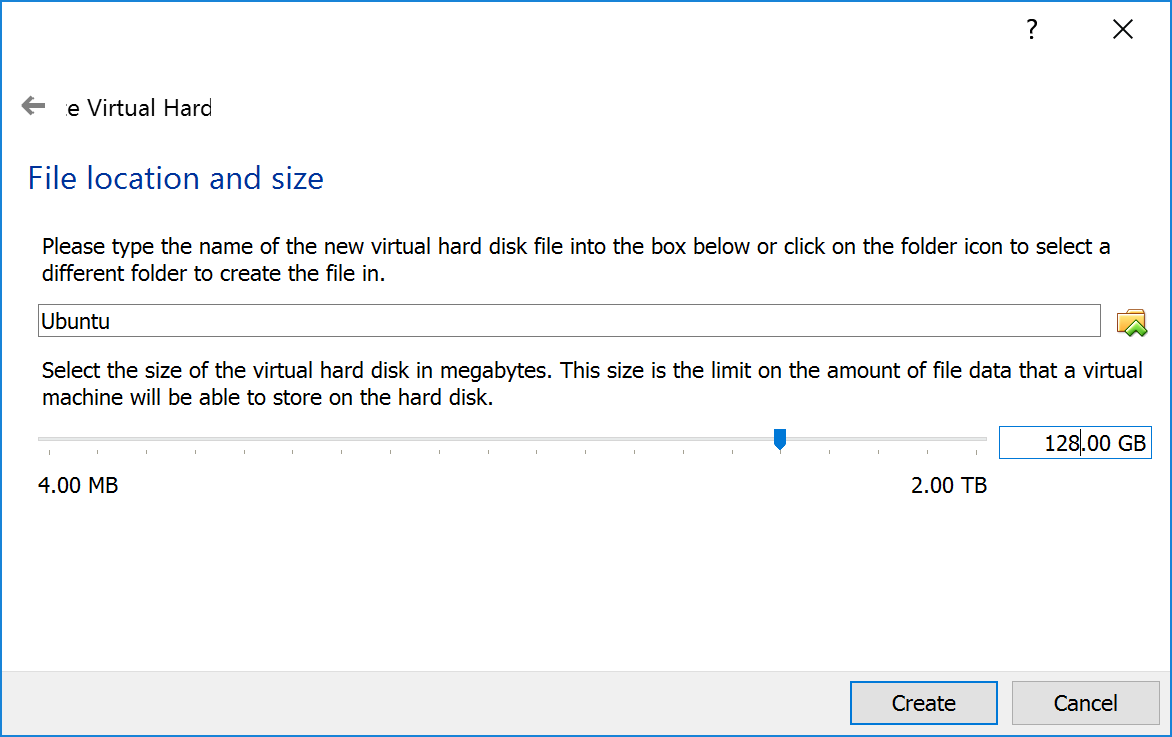 ?
e Virtual Hard
File location and size
Please type the name of the new virtual hard disk file into the box below or click on the folder icon to select a
different folder to create the file in.
Ubuntu
Select the size of the virtual hard disk in megabytes. This size is the limit on the amount of file data that a virtual
machine will be able to store on the hard disk.
128.00 GB
4.00 MB 2.00 TB
Create Cancel